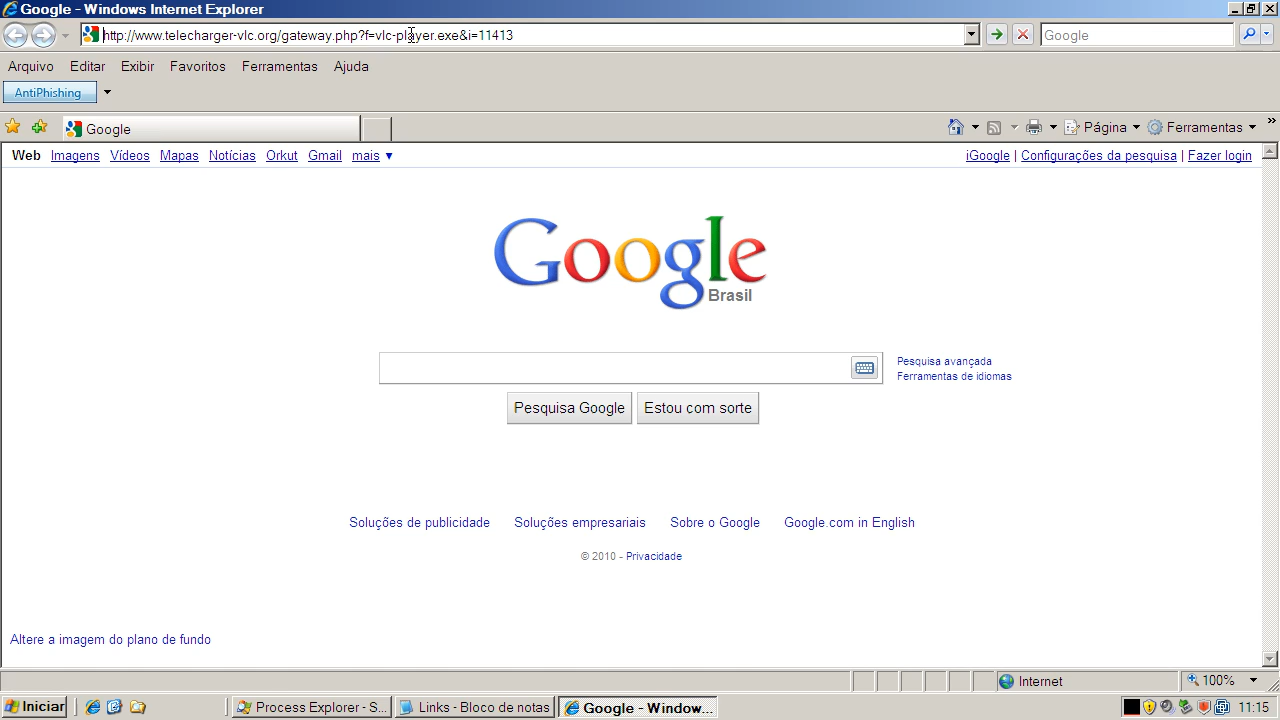 Google - Windows Internet Explorer
http://www.telecharger-vlc.org/gateway.php?f=vlc-player.exe&i=11413
Google
Arquivo Editar Exibir Favoritos Ferramentas Ajuda
AntiPhishing
Google
Página Ferramentas »
Web Imagens Vídeos Mapas Notícias Orkut Gmail mais ▼
iGoogle | Configurações da pesquisa | Fazer login
Google
Brasil
Pesquisa avançada
Ferramentas de idiomas
Pesquisa Google Estou com sorte
Soluções de publicidade Soluções empresariais Sobre o Google Google.com in English
© 2010 - Privacidade
Altere a imagem do plano de fundo
Internet 100%
Iniciar Process Explorer - S... Links - Bloco de notas Google - Window... 11:15